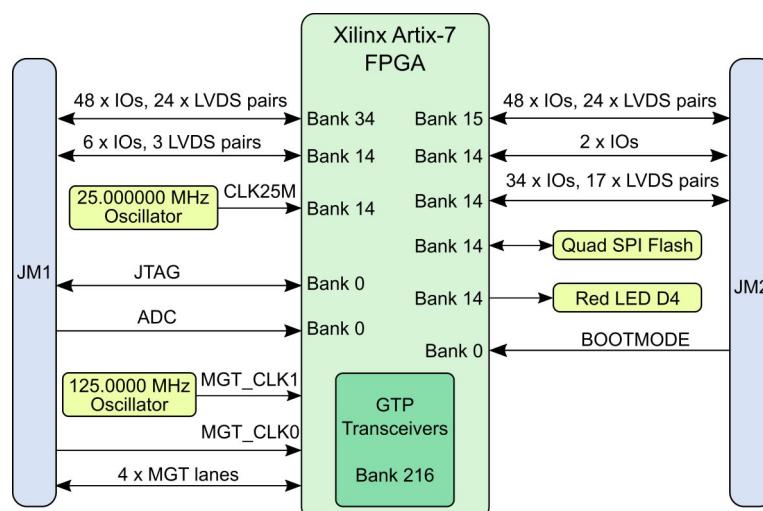 Xilinx Artix-7
FPGA
48 x IOs, 24 x LVDS pairs
Bank 34
Bank 15
48 x IOs, 24 x LVDS pairs
6 x IOs, 3 LVDS pairs
Bank 14
Bank 14
2 x IOs
25.000000 MHz
Oscillator
CLK25M
Bank 14
Bank 14
34 x IOs, 17 x LVDS pairs
Bank 14
Quad SPI Flash
JM1
JTAG
Bank 0
Bank 14
Red LED D4
JM2
ADC
Bank 0
Bank 0
BOOTMODE
125.0000 MHz
Oscillator
MGT_CLK1
GTP
Transceivers
Bank 216
MGT_CLK0
4 x MGT lanes